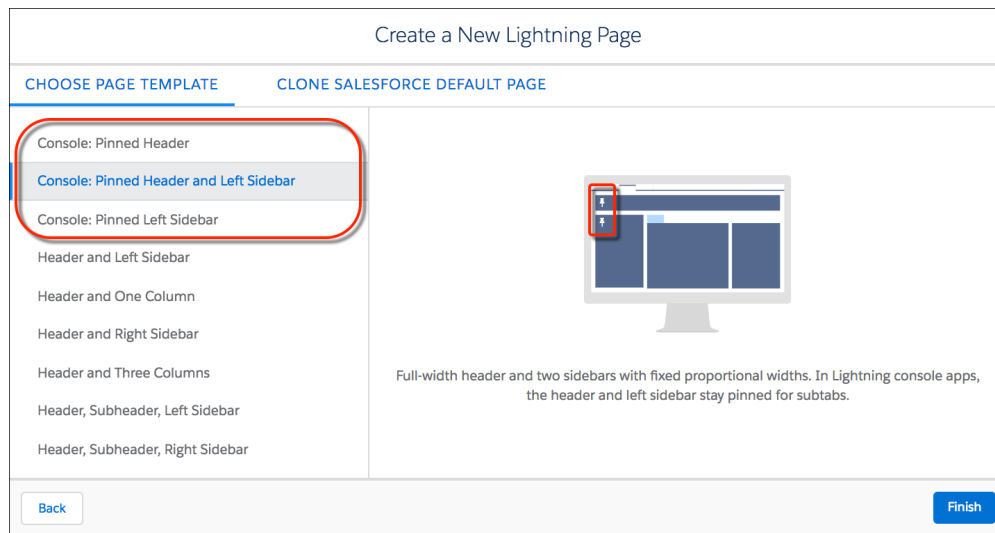 Create a New Lightning Page
CHOOSE PAGE TEMPLATE
CLONE SALESFORCE DEFAULT PAGE
Console: Pinned Header
Console: Pinned Header and Left Sidebar
Console: Pinned Left Sidebar
Header and Left Sidebar
Header and One Column
Header and Right Sidebar
Header and Three Columns
Header, Subheader, Left Sidebar
Header, Subheader, Right Sidebar
Full-width header and two sidebars with fixed proportional widths. In Lightning console apps,
the header and left sidebar stay pinned for subtabs.
Back
Finish